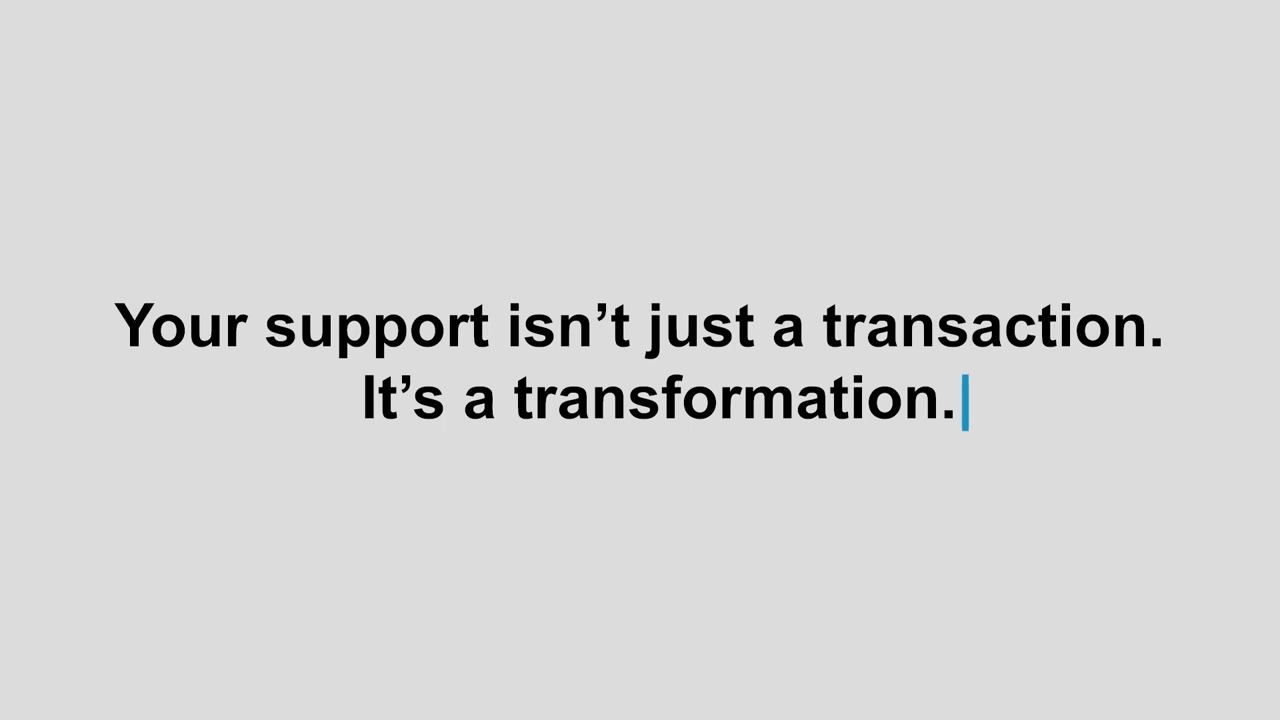 Your support isn’t just a transaction.
It’s a transformation.